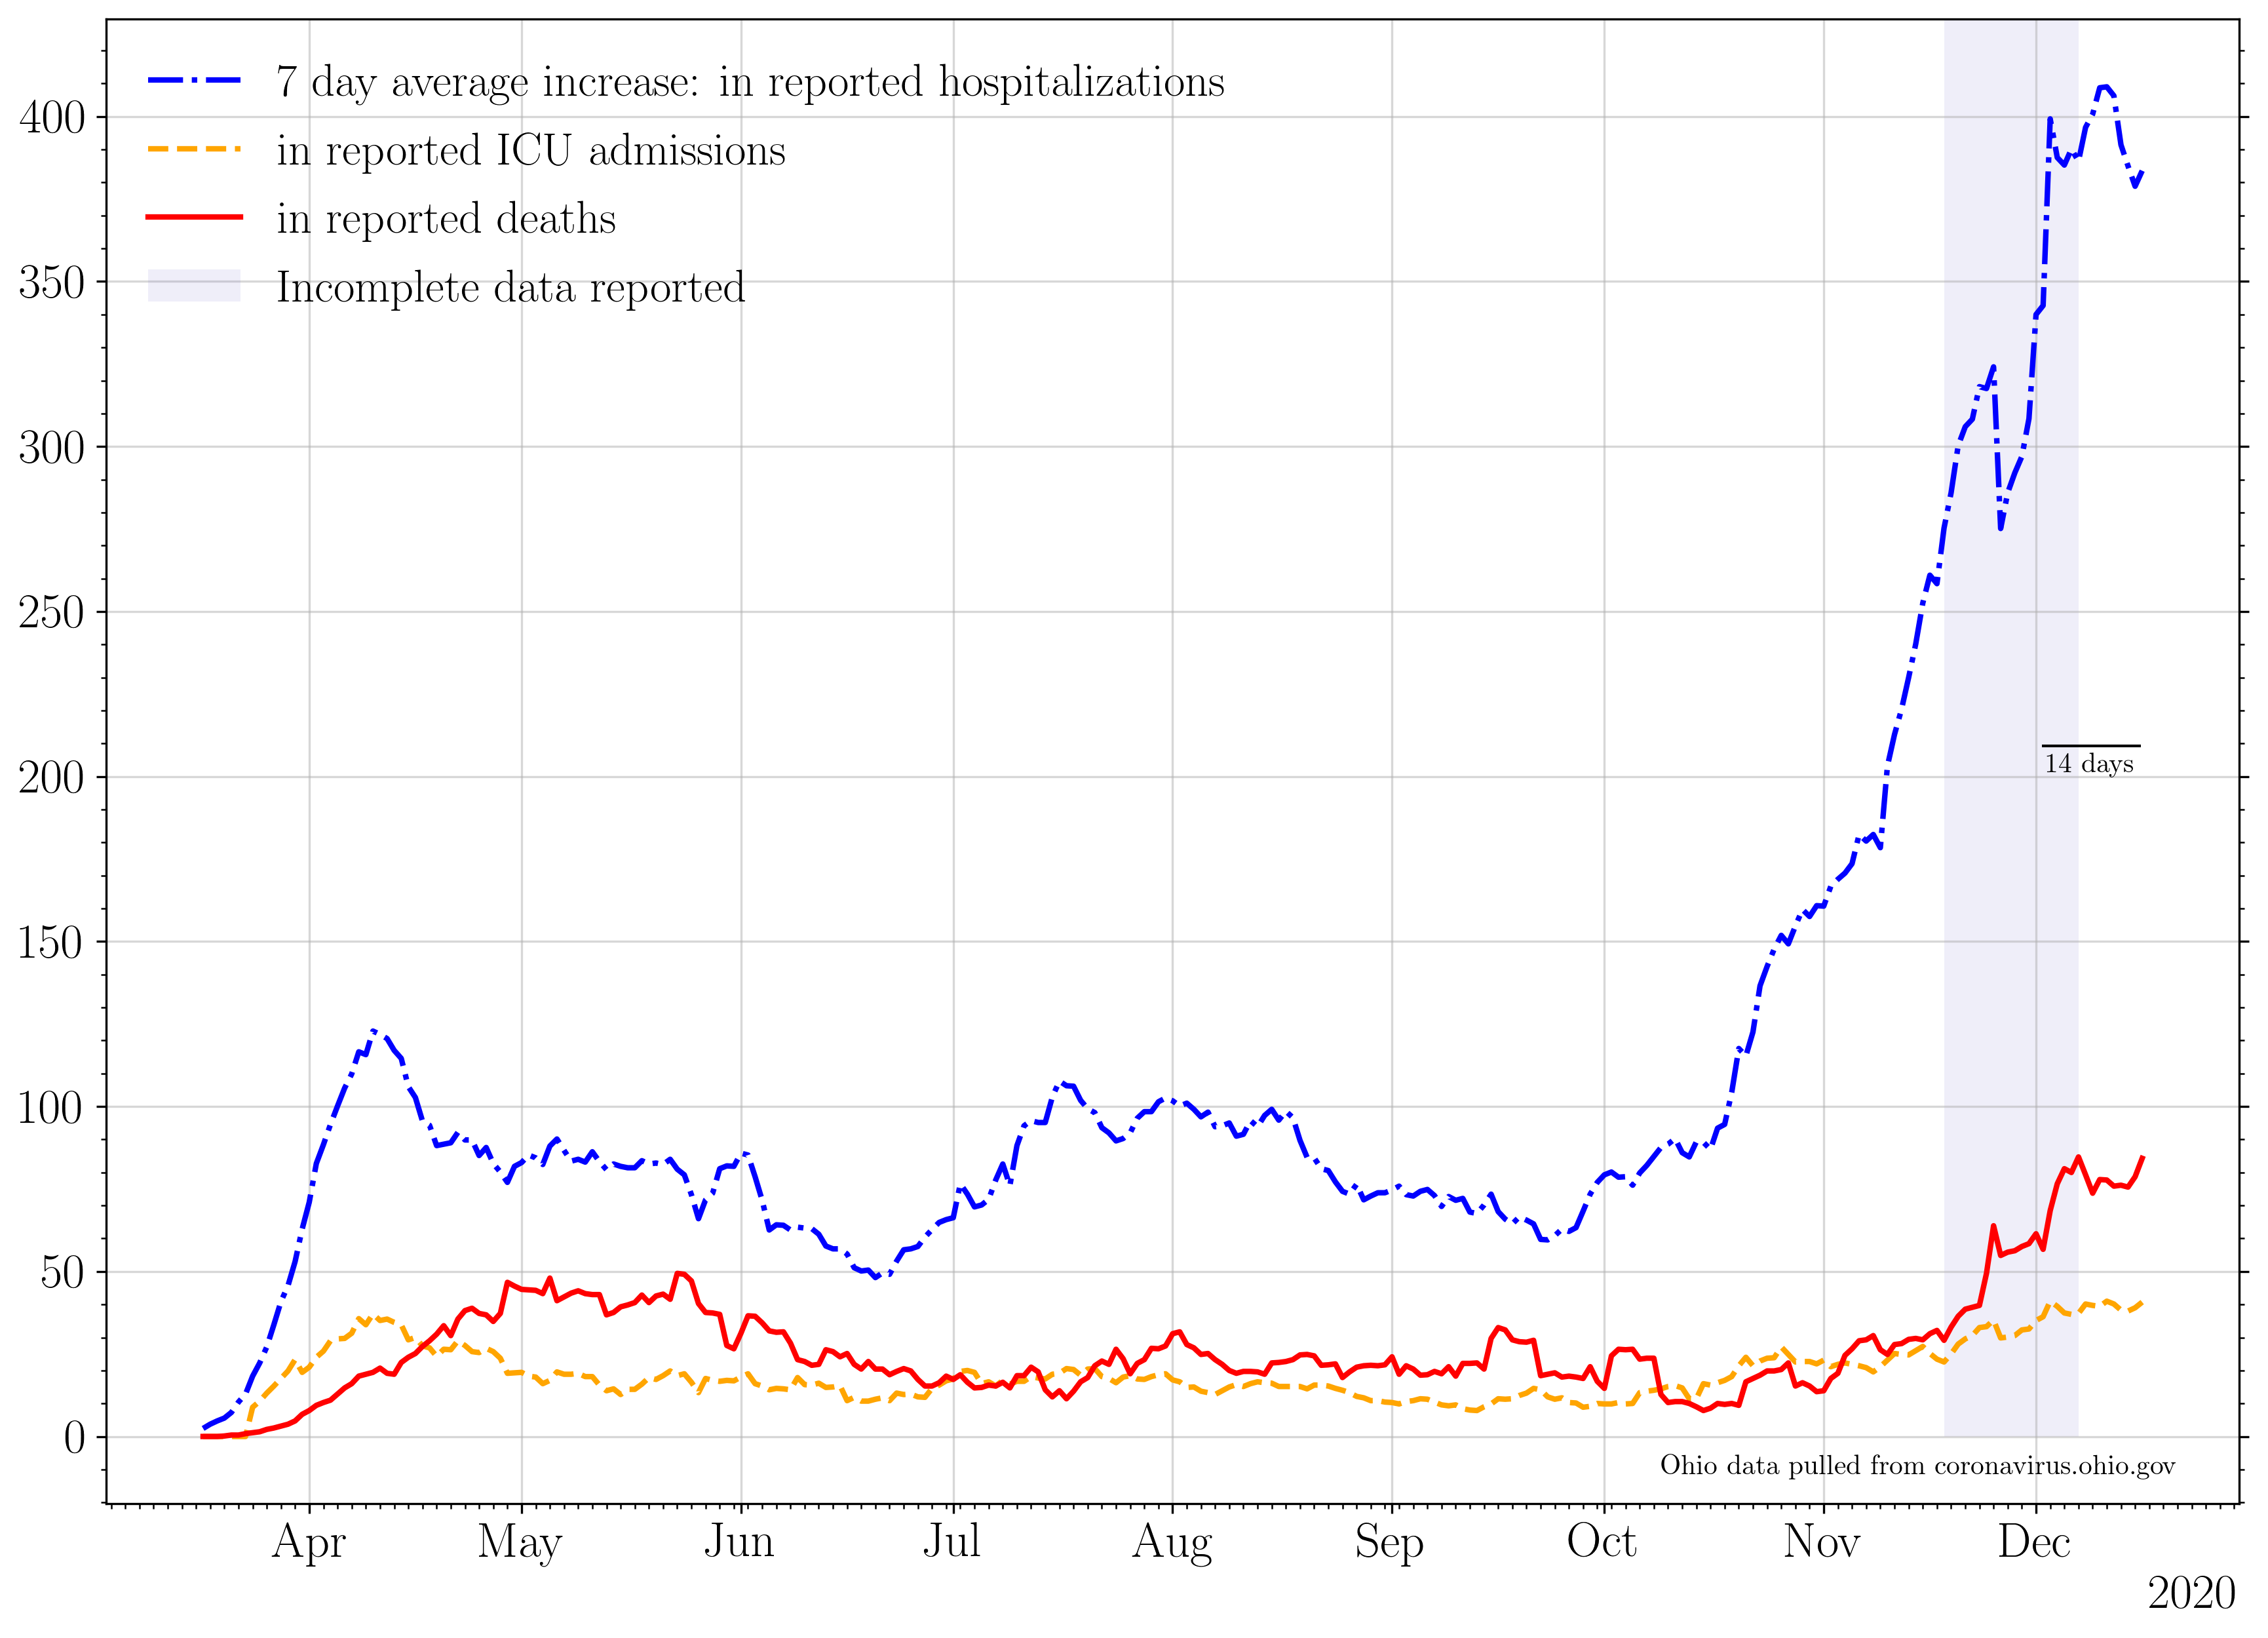 7 day average increase: in reported hospitalizations
in reported ICU admissions
in reported deaths
Incomplete data reported
400
350
300
250
200
150
100
50
0
14 days
Ohio data pulled from coronavirus.ohio.gov
Apr May Jun Jul Aug Sep Oct Nov Dec
2020